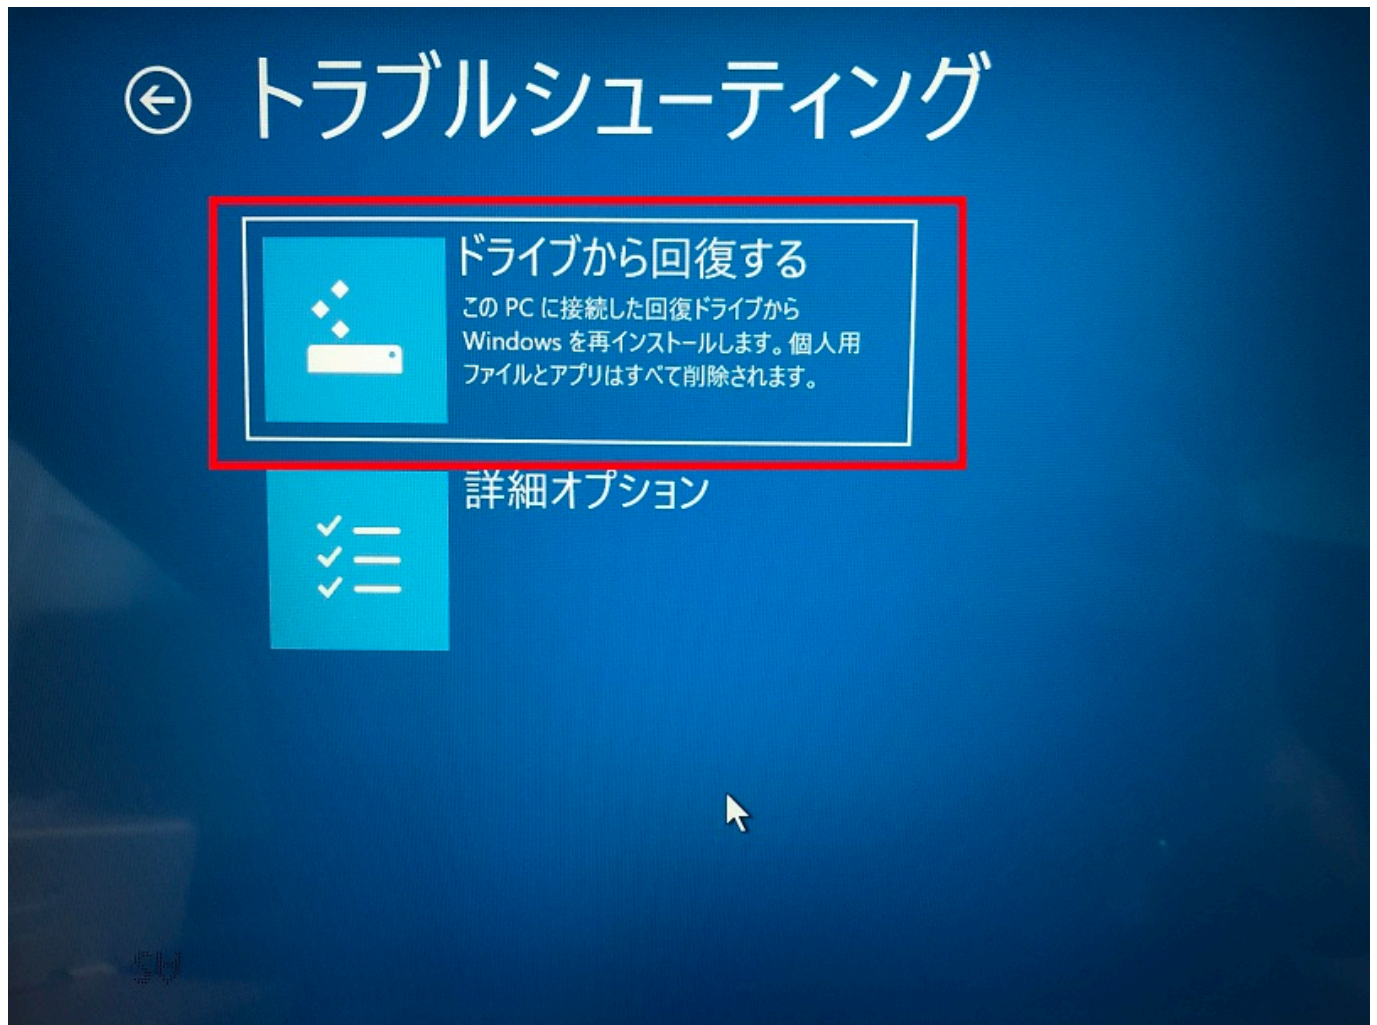 トラブルシューティング
ドライブから回復する
この PC に接続した回復ドライブから
Windows を再インストールします。個人用
ファイルとアプリはすべて削除されます。
詳細オプション